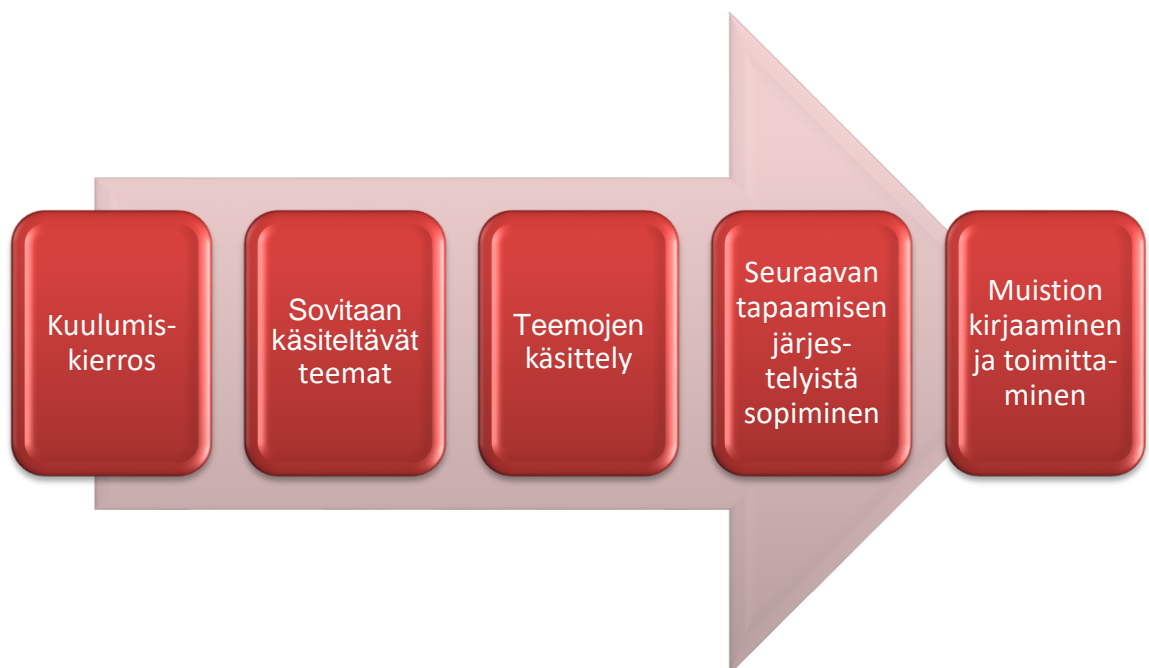 Kuulumis-
kierros
Sovitaan
käsiteltävät
teemat
Teemojen
käsittely
Seuraavan
tapaamisen
järjes-
telyistä
sopiminen
Muistion
kirjaaminen
ja toimitta-
minen